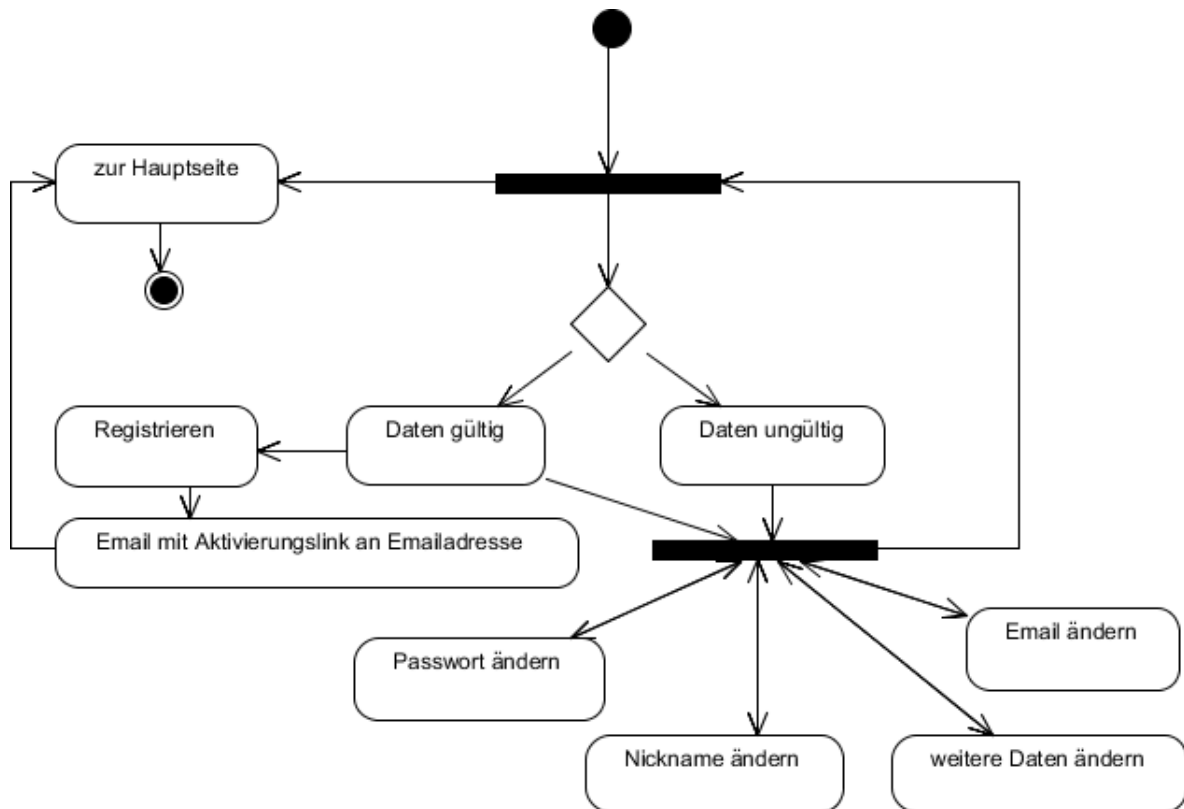 zur Hauptseite
Registrieren
Daten gültig
Daten ungültig
Email mit Aktivierungslink an Emailadresse
Passwort ändern
Email ändern
Nickname ändern
weitere Daten ändern